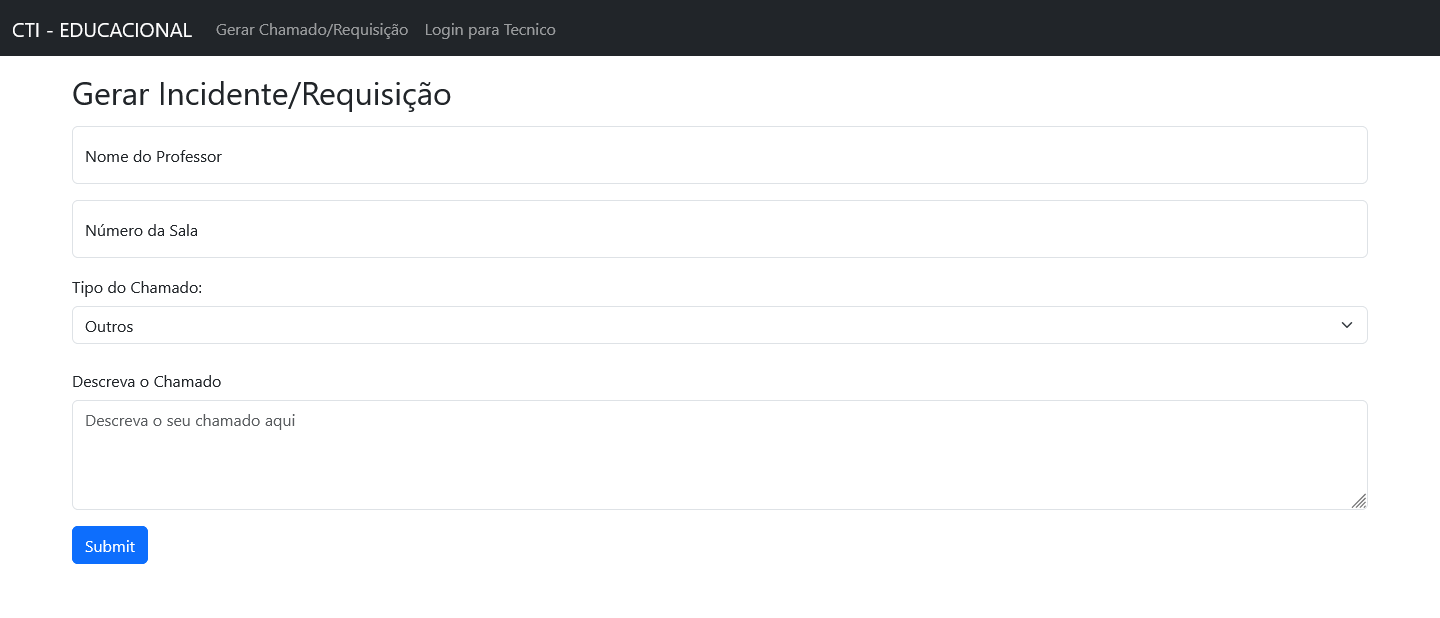 CTI - EDUCACIONAL Gerar Chamado/Requisição Login para Tecnico
Gerar Incidente/Requisição
Nome do Professor
Número da Sala
Tipo do Chamado:
Outros
Descreva o Chamado
Descreva o seu chamado aqui
Submit